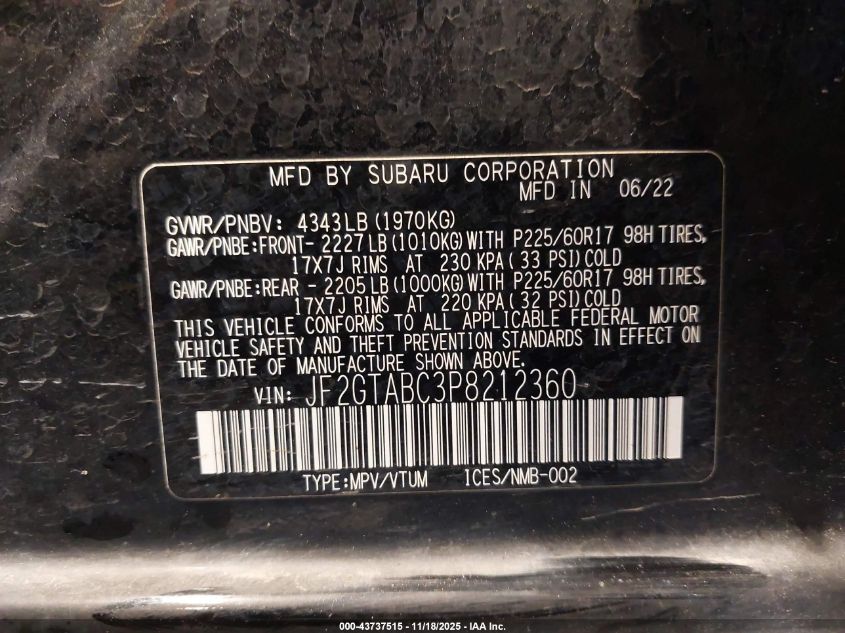 MFD BY SUBARU CORPORATION
MFD IN 06/22
GVWR/PNBV: 4343LB (1970KG)
GAWR/PNBE:FRONT- 2227LB (1010KG) WITH P225/60R17 98H TIRES,
17X7J RIMS AT 230 KPA ( 33 PSI) COLD
GAWR/PNBE:REAR - 2205LB (1000KG) WITH P225/60R17 98H TIRES,
17X7J RIMS AT 220 KPA ( 32 PSI) COLD
THIS VEHICLE CONFORMS TO ALL APPLICABLE FEDERAL MOTOR
VEHICLE SAFETY AND THEFT PREVENTION STANDARDS IN EFFECT ON
THE DATE OF MANUFACTURE SHOWN ABOVE.
VIN: JF2GTABC3P8212360
TYPE:MPV/VTUM ICES/NMB-002
000-43737515 - 11/18/2025 - IAA Inc.